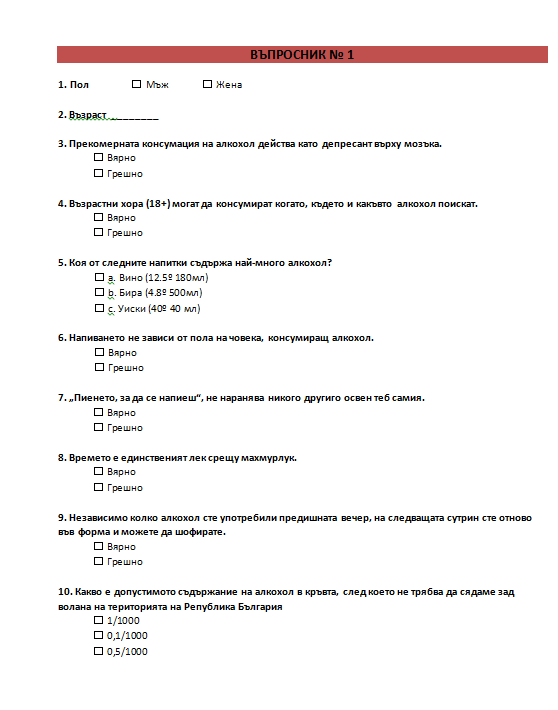 ВЪПРОСНИК № 1
1. Пол ☐ Мъж ☐ Жена
2. Възраст_________
3. Прекомерната консумация на алкохол действа като депресант върху мозъка.
☐ Вярно
☐ Грешно
4. Възрастни хора (18+) могат да консумират когато, където и какъвто алкохол поискат.
☐ Вярно
☐ Грешно
5. Коя от следните напитки съдържа най-много алкохол?
☐ a. Вино (12.5º 180мл)
☐ b. Бира (4.8º 500мл)
☐ c. Уиски (40º 40 мл)
6. Напиването не зависи от пола на човека, консумиращ алкохол.
☐ Вярно
☐ Грешно
7. „Пиенето, за да се напиеш“, не наранява никого другиго освен теб самия.
☐ Вярно
☐ Грешно
8. Времето е единственият лек срещу махмурлук.
☐ Вярно
☐ Грешно
9. Независимо колко алкохол сте употребили предишната вечер, на следващата сутрин сте отново
във форма и можете да шофирате.
☐ Вярно
☐ Грешно
10. Какво е допустимото съдържание на алкохол в кръвта, след което не трябва да сядаме зад
волана на територията на Република България
☐ 1/1000
☐ 0,1/1000
☐ 0,5/1000